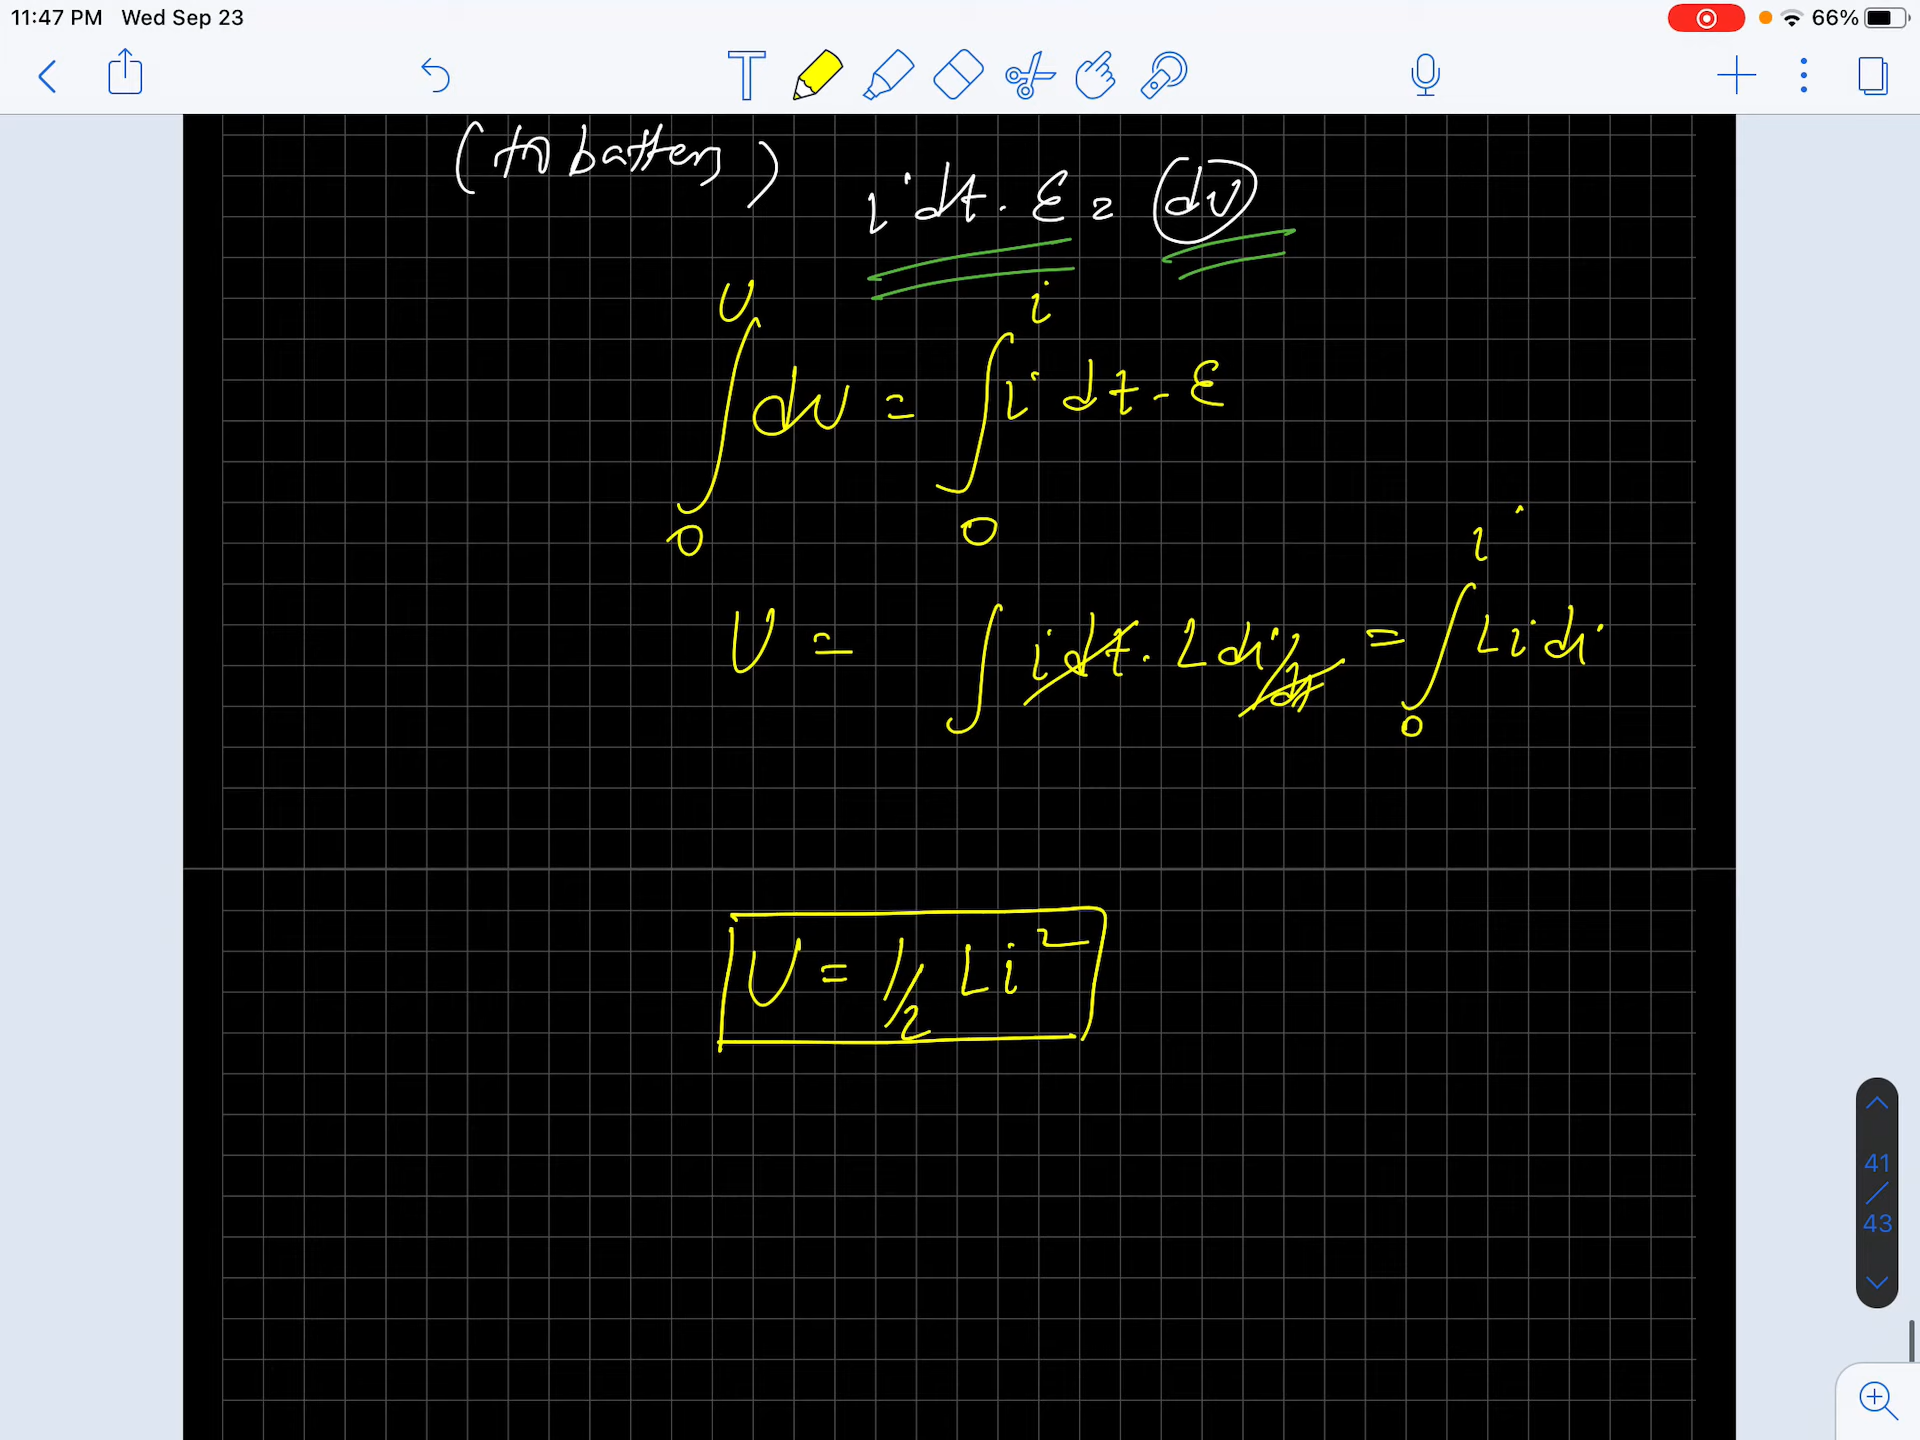 11:47 PM Wed Sep 23 66%
T
(to battery)
i dt . ε = dU
∫₀^U dU = ∫₀^i i dt . ε
U = ∫ i dt . L di/dt = ∫₀^i L i di
U = 1/2 Li²
41
/
43